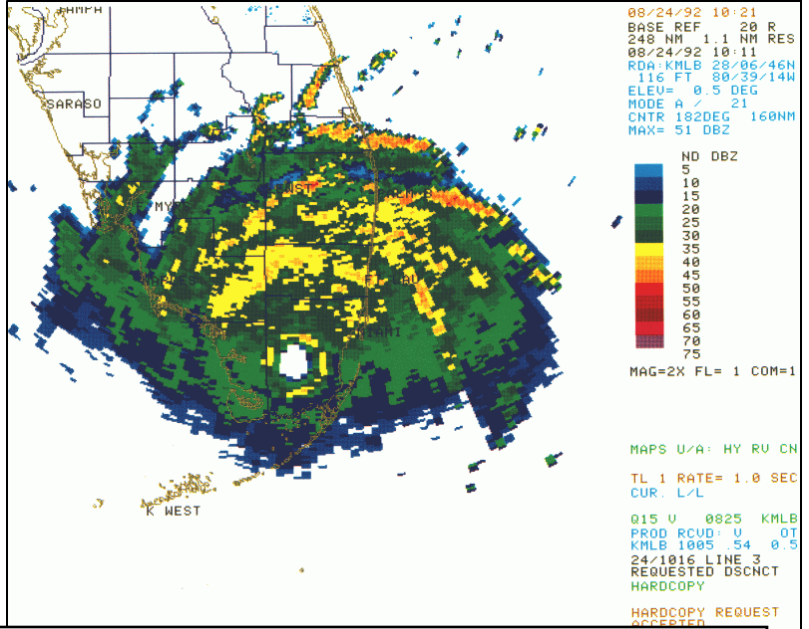 TAMPA
SARASO
MY
MIAMI
K WEST
08/24/92 10:21
BASE REF 20 R
248 NM 1.1 NM RES
08/24/92 10:11
RDA:KMLB 28/06/46N
116 FT 80/39/14W
ELEV= 0.5 DEG
MODE A / 21
CNTR 182DEG 160NM
MAX= 51 DBZ
ND DBZ
5
10
15
20
25
30
35
40
45
50
55
60
65
70
75
MAG=2X FL= 1 COM=1
MAPS U/A: HY RV CN
TL 1 RATE= 1.0 SEC
CUR. L/L
Q15 V 0825 KMLB
PROD RCVD: V OT
KMLB 1005 .54 0.5
24/1016 LINE 3
REQUESTED DSCNCT
HARDCOPY
HARDCOPY REQUEST
ACCEPTED